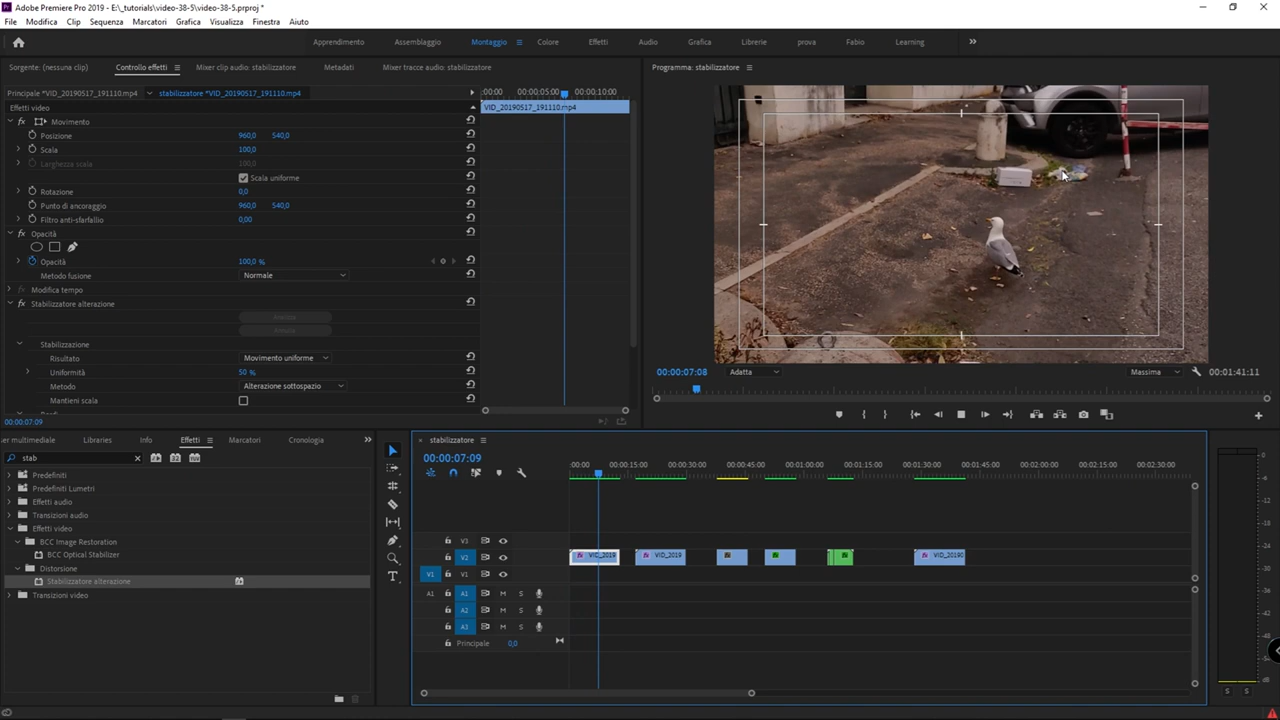 Adobe Premiere Pro 2019 - E:\_tutorials\video-38-5\video-38-5.prproj *
File Modifica Clip Sequenza Marcatori Grafica Visualizza Finestra Aiuto
Apprendimento Assemblaggio Montaggio Colore Effetti Audio Grafica Librerie prova Fabio Learning
Sorgente: (nessuna clip) Controllo effetti Mixer clip audio: stabilizzatore Metadati Mixer tracce audio: stabilizzatore
Programma: stabilizzatore
Principale *VID_20190517_191110.mp4 stabilizzatore *VID_20190517_191110.mp4
:00:00 00:00:05:00 00:00:10:00
Effetti video
VID_20190517_191110.mp4
Movimento
Posizione 960,0 540,0
Scala 100,0
Larghezza scala 100,0
Scala uniforme
Rotazione 0,0
Punto di ancoraggio 960,0 540,0
Filtro anti-sfarfallio 0,00
Opacità
Opacità 100,0 %
Metodo fusione Normale
Modifica tempo
Stabilizzatore alterazione
Analizza
Annulla
Stabilizzazione
Risultato Movimento uniforme
Uniformità 50 %
Metodo Alterazione sottospazio
Mantieni scala
00:00:07:09
00:00:07:08 Adatta Massima 00:01:41:11
er multimediale Libraries Info Effetti Marcatori Cronologia
stab
Predefiniti
Predefiniti Lumetri
Effetti audio
Transizioni audio
Effetti video
BCC Image Restoration
BCC Optical Stabilizer
Distorsione
Stabilizzatore alterazione
Transizioni video
stabilizzatore
00:00:07:09
:00:00 00:00:15:00 00:00:30:00 00:00:45:00 00:01:00:00 00:01:15:00 00:01:30:00 00:01:45:00 00:02:00:00 00:02:15:00 00:02:30:00
V3
V2 VID_2019 VID_2019 VID_20190
V1 V1
A1 A1 M S
A2 M S
A3 M S
Principale 0,0
S S